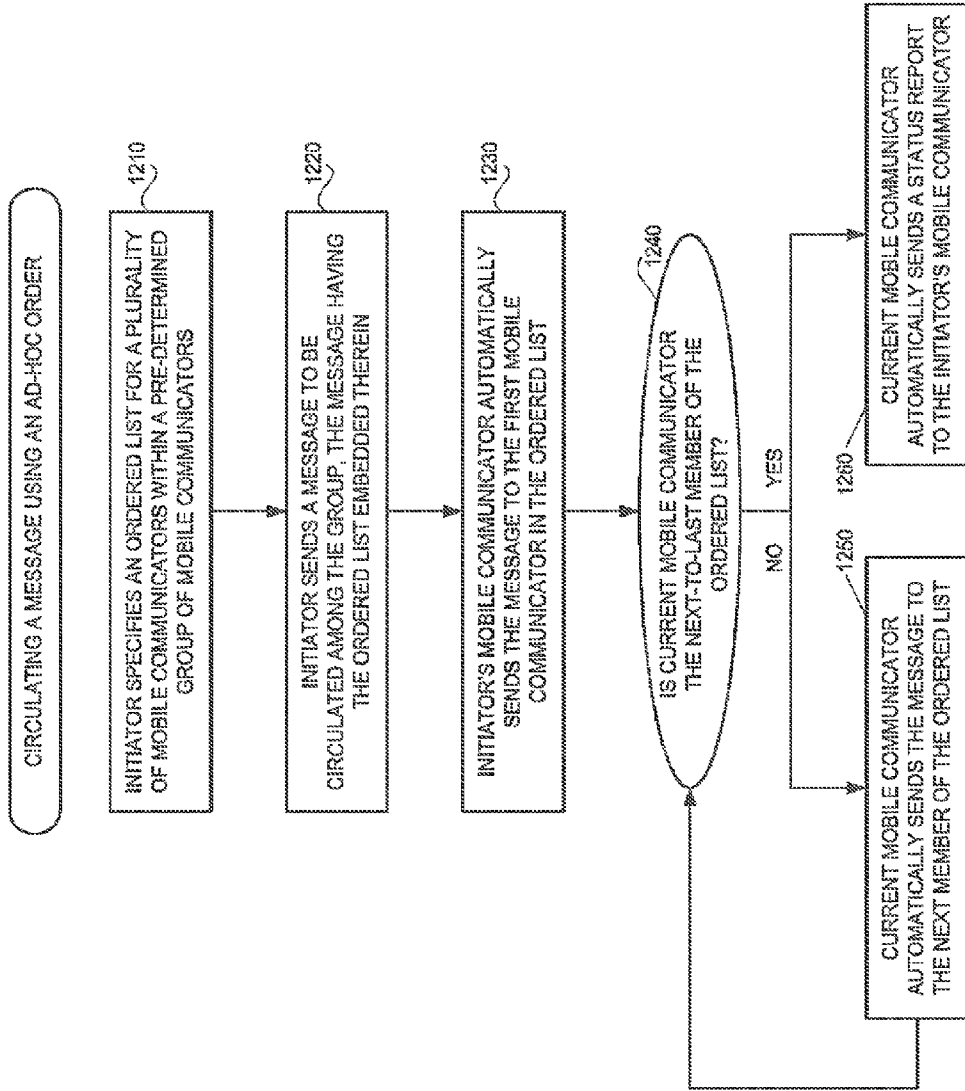 CIRCULATING A MESSAGE USING AN AD-HOC ORDER
1210
INITIATOR SPECIFIES AN ORDERED LIST FOR A PLURALITY
OF MOBILE COMMUNICATORS WITHIN A PRE-DETERMINED
GROUP OF MOBILE COMMUNICATORS
1220
INITIATOR SENDS A MESSAGE TO BE
CIRCULATED AMONG THE GROUP, THE MESSAGE HAVING
THE ORDERED LIST EMBEDDED THEREIN
1230
INITIATOR'S MOBILE COMMUNICATOR AUTOMATICALLY
SENDS THE MESSAGE TO THE FIRST MOBILE
COMMUNICATOR IN THE ORDERED LIST
1240
IS CURRENT MOBILE COMMUNICATOR
THE NEXT-TO-LAST MEMBER OF THE
ORDERED LIST?
NO
YES
1250
CURRENT MOBILE COMMUNICATOR
AUTOMATICALLY SENDS THE MESSAGE TO
THE NEXT MEMBER OF THE ORDERED LIST
1260
CURRENT MOBLE COMMUNICATOR
AUTOMATICALLY SENDS A STATUS REPORT
TO THE INITIATOR'S MOBILE COMMUNICATOR